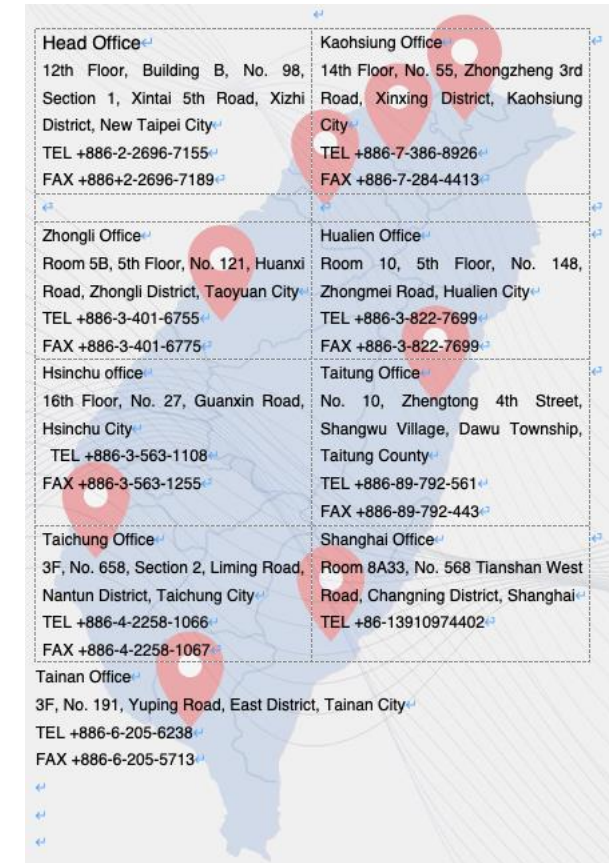 Head Office
12th Floor, Building B, No. 98,
Section 1, Xintai 5th Road, Xizhi
District, New Taipei City
TEL +886-2-2696-7155
FAX +886+2-2696-7189
Kaohsiung Office
14th Floor, No. 55, Zhongzheng 3rd
Road, Xinxing District, Kaohsiung
City
TEL +886-7-386-8926
FAX +886-7-284-4413
Zhongli Office
Room 5B, 5th Floor, No. 121, Huanxi
Road, Zhongli District, Taoyuan City
TEL +886-3-401-6755
FAX +886-3-401-6775
Hualien Office
Room 10, 5th Floor, No. 148,
Zhongmei Road, Hualien City
TEL +886-3-822-7699
FAX +886-3-822-7699
Hsinchu office
16th Floor, No. 27, Guanxin Road,
Hsinchu City
TEL +886-3-563-1108
FAX +886-3-563-1255
Taitung Office
No. 10, Zhengtong 4th Street,
Shangwu Village, Dawu Township,
Taitung County
TEL +886-89-792-561
FAX +886-89-792-443
Taichung Office
3F, No. 658, Section 2, Liming Road,
Nantun District, Taichung City
TEL +886-4-2258-1066
FAX +886-4-2258-1067
Shanghai Office
Room 8A33, No. 568 Tianshan West
Road, Changning District, Shanghai
TEL +86-13910974402
Tainan Office
3F, No. 191, Yuping Road, East District, Tainan City
TEL +886-6-205-6238
FAX +886-6-205-5713